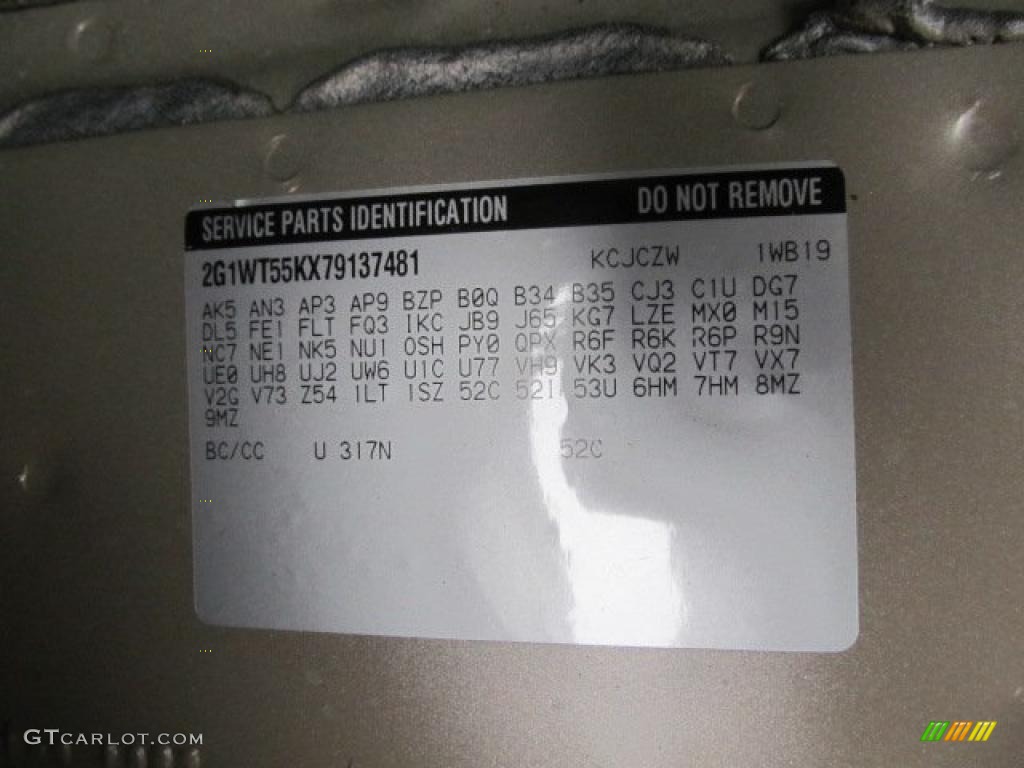 SERVICE PARTS IDENTIFICATION DO NOT REMOVE
2G1WT55KX79137481 KCJCZW 1WB19
AK5 AN3 AP3 AP9 BZP B0Q B34 B35 CJ3 C1U DG7
DL5 FE1 FLT FQ3 IKC JB9 J65 KG7 LZE MX0 M15
NC7 NE1 NK5 NU1 OSH PY0 QPX R6F R6K R6P R9N
UE0 UH8 UJ2 UW6 U1C U77 VH9 VK3 VQ2 VT7 VX7
V2G V73 Z54 1LT 1SZ 52C 52I 53U 6HM 7HM 8MZ
9MZ
BC/CC U 317N 52C
GTCARLOT.COM